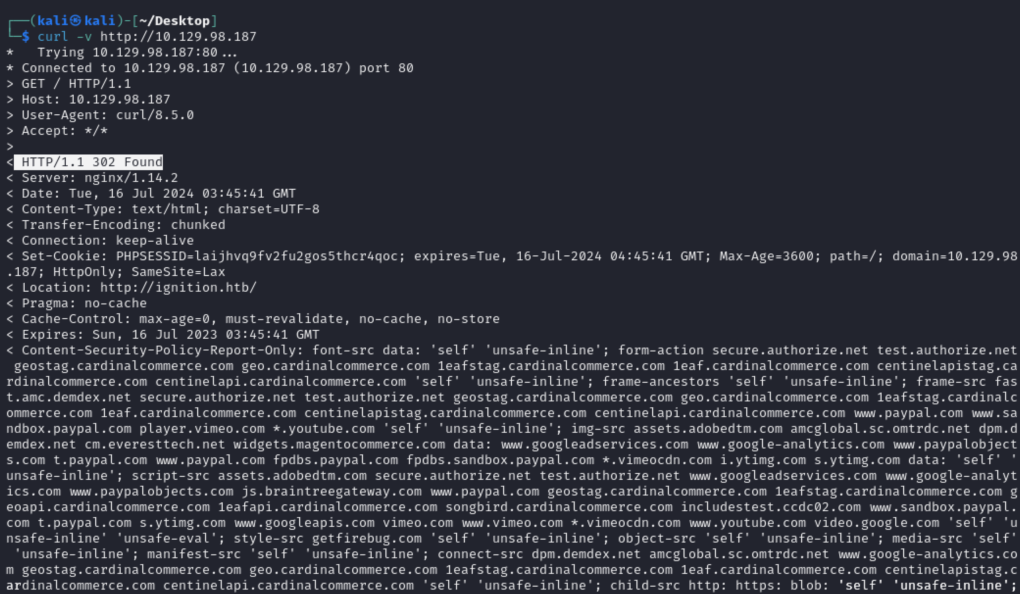 ┌──(kali㉿kali)-[~/Desktop]
└─$ curl -v http://10.129.98.187
*   Trying 10.129.98.187:80...
* Connected to 10.129.98.187 (10.129.98.187) port 80
> GET / HTTP/1.1
> Host: 10.129.98.187
> User-Agent: curl/8.5.0
> Accept: */*
>
< HTTP/1.1 302 Found
< Server: nginx/1.14.2
< Date: Tue, 16 Jul 2024 03:45:41 GMT
< Content-Type: text/html; charset=UTF-8
< Transfer-Encoding: chunked
< Connection: keep-alive
< Set-Cookie: PHPSESSID=laijhvq9fv2fu2gos5thcr4qoc; expires=Tue, 16-Jul-2024 04:45:41 GMT; Max-Age=3600; path=/; domain=10.129.98
.187; HttpOnly; SameSite=Lax
< Location: http://ignition.htb/
< Pragma: no-cache
< Cache-Control: max-age=0, must-revalidate, no-cache, no-store
< Expires: Sun, 16 Jul 2023 03:45:41 GMT
< Content-Security-Policy-Report-Only: font-src data: 'self' 'unsafe-inline'; form-action secure.authorize.net test.authorize.net
 geostag.cardinalcommerce.com geo.cardinalcommerce.com 1eafstag.cardinalcommerce.com 1eaf.cardinalcommerce.com centinelapistag.ca
rdinalcommerce.com centinelapi.cardinalcommerce.com 'self' 'unsafe-inline'; frame-ancestors 'self' 'unsafe-inline'; frame-src fas
t.amc.demdex.net secure.authorize.net test.authorize.net geostag.cardinalcommerce.com geo.cardinalcommerce.com 1eafstag.cardinalc
ommerce.com 1eaf.cardinalcommerce.com centinelapistag.cardinalcommerce.com centinelapi.cardinalcommerce.com www.paypal.com www.sa
ndbox.paypal.com player.vimeo.com *.youtube.com 'self' 'unsafe-inline'; img-src assets.adobedtm.com amcglobal.sc.omtrdc.net dpm.d
emdex.net cm.everesttech.net widgets.magentocommerce.com data: www.googleadservices.com www.google-analytics.com www.paypalobject
s.com t.paypal.com www.paypal.com fpdbs.paypal.com fpdbs.sandbox.paypal.com *.vimeocdn.com i.ytimg.com s.ytimg.com data: 'self' '
unsafe-inline'; script-src assets.adobedtm.com secure.authorize.net test.authorize.net www.googleadservices.com www.google-analyt
ics.com www.paypalobjects.com js.braintreegateway.com www.paypal.com geostag.cardinalcommerce.com 1eafstag.cardinalcommerce.com g
eoapi.cardinalcommerce.com 1eafapi.cardinalcommerce.com songbird.cardinalcommerce.com includestest.ccdc02.com www.sandbox.paypal.
com t.paypal.com s.ytimg.com www.googleapis.com vimeo.com www.vimeo.com *.vimeocdn.com www.youtube.com video.google.com 'self' 'u
nsafe-inline' 'unsafe-eval'; style-src getfirebug.com 'self' 'unsafe-inline'; object-src 'self' 'unsafe-inline'; media-src 'self'
 'unsafe-inline'; manifest-src 'self' 'unsafe-inline'; connect-src dpm.demdex.net amcglobal.sc.omtrdc.net www.google-analytics.co
m geostag.cardinalcommerce.com geo.cardinalcommerce.com 1eafstag.cardinalcommerce.com 1eaf.cardinalcommerce.com centinelapistag.c
ardinalcommerce.com centinelapi.cardinalcommerce.com 'self' 'unsafe-inline'; child-src http: https: blob: 'self' 'unsafe-inline';